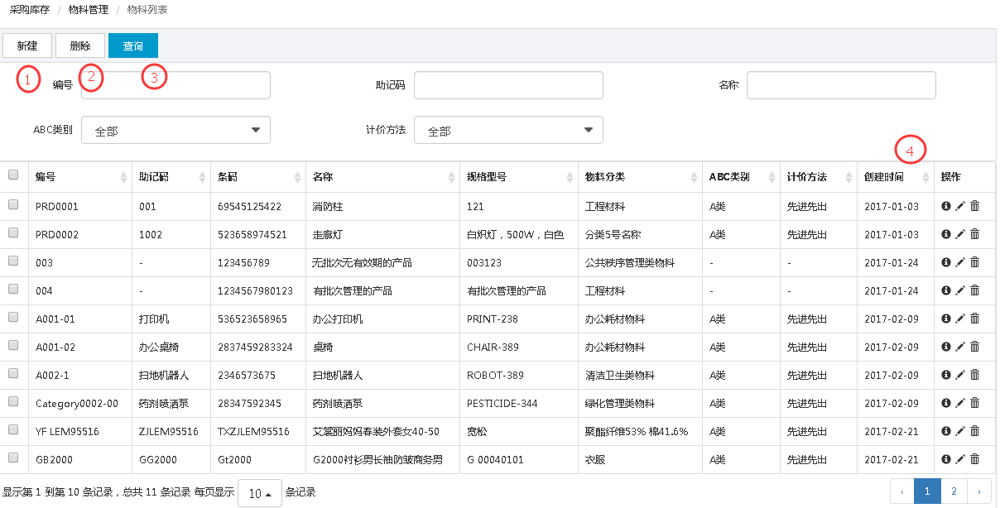 采购库存 / 物料管理 / 物料列表
新建 删除 查询
1 2 3
编号 助记码 名称
ABC类别 全部 计价方法 全部
4
编号 助记码 条码 名称 规格型号 物料分类 ABC类别 计价方法 创建时间 操作
PRD0001 001 69545125422 消防柱 121 工程材料 A类 先进先出 2017-01-03
PRD0002 1002 523658974521 走廊灯 白炽灯，500W，白色 分类5号名称 A类 先进先出 2017-01-03
003 - 123456789 无批次无有效期的产品 003123 公共秩序管理类物料 - - 2017-01-24
004 - 1234567980123 有批次管理的产品 有批次管理的产品 工程材料 - - 2017-01-24
A001-01 打印机 536523658965 办公打印机 PRINT-238 办公耗材物料 A类 先进先出 2017-02-09
A001-02 办公桌椅 2837459283324 桌椅 CHAIR-389 办公耗材物料 A类 先进先出 2017-02-09
A002-1 扫地机器人 2346573675 扫地机器人 ROBOT-389 清洁卫生类物料 A类 先进先出 2017-02-09
Category0002-00 药剂喷洒泵 28347592345 药剂喷洒泵 PESTICIDE-344 绿化管理类物料 A类 先进先出 2017-02-09
YF LEM95516 ZJLEM95516 TXZJLEM95516 艾裳丽妈妈春装外套女40-50 宽松 聚酯纤维53% 棉41.6% A类 先进先出 2017-02-21
GB2000 GG2000 Gt2000 G2000衬衫男长袖防皱商务男 G 00040101 衣服 A类 先进先出 2017-02-21
显示第 1 到第 10 条记录，总共 11 条记录 每页显示 10 条记录 ‹ 1 2 ›